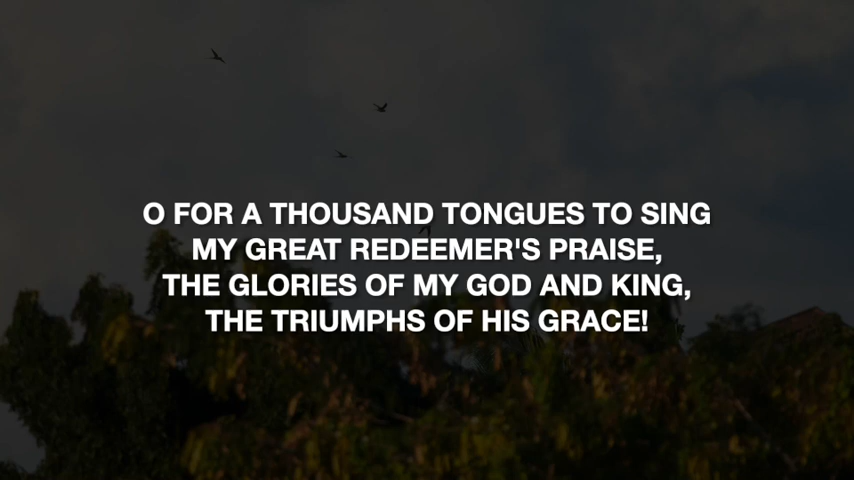 O FOR A THOUSAND TONGUES TO SING
MY GREAT REDEEMER'S PRAISE,
THE GLORIES OF MY GOD AND KING,
THE TRIUMPHS OF HIS GRACE!